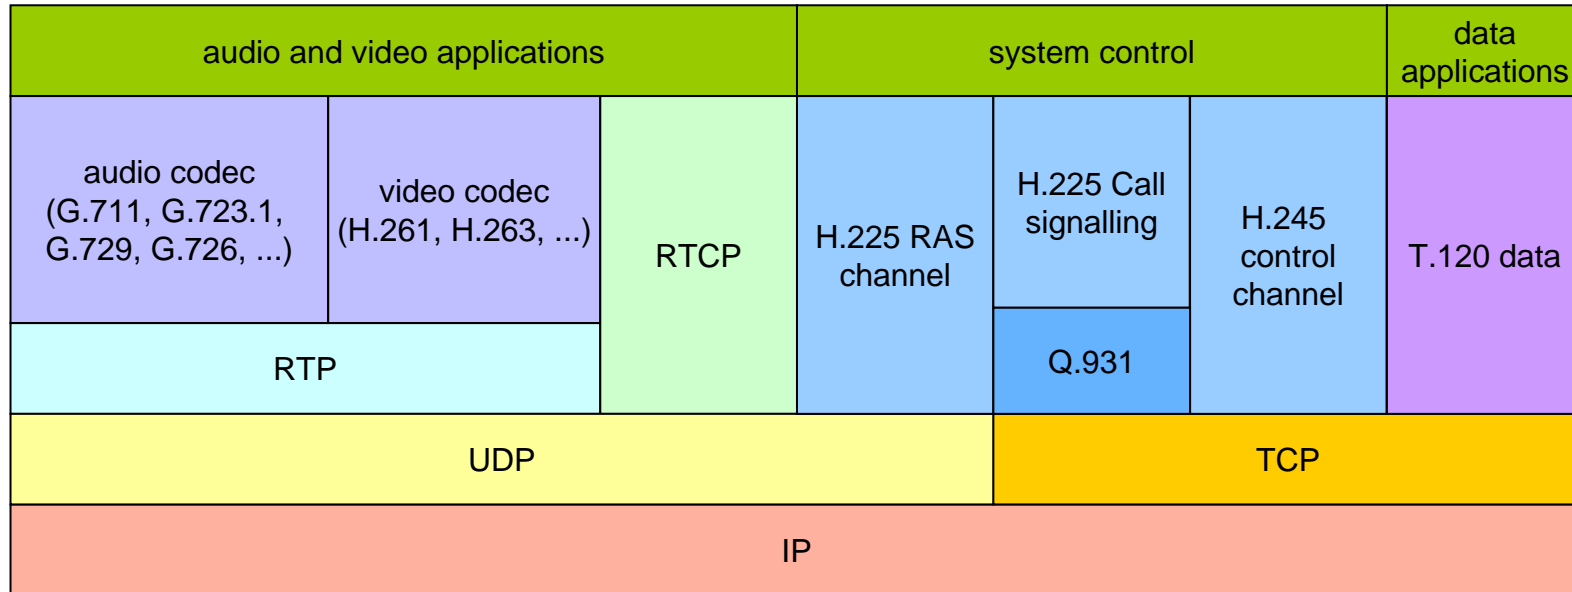 audio and video applications
system control
data
applications
audio codec
(G.711, G.723.1,
G.729, G.726, ...)
video codec
(H.261, H.263, ...)
RTCP
H.225 RAS
channel
H.225 Call
signalling
H.245
control
channel
T.120 data
RTP
Q.931
UDP
TCP
IP